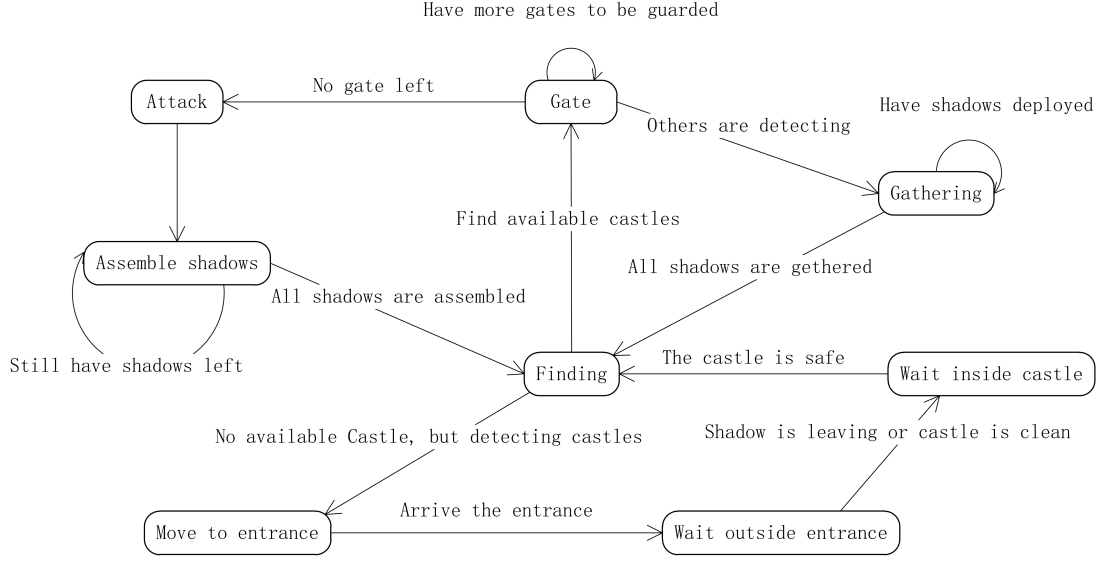 Have more gates to be guarded
No gate left
Attack
Gate
Have shadows deployed
Others are detecting
Gathering
Find available castles
Assemble shadows
All shadows are gethered
All shadows are assembled
Still have shadows left
The castle is safe
Finding
Wait inside castle
No available Castle, but detecting castles
Shadow is leaving or castle is clean
Arrive the entrance
Move to entrance
Wait outside entrance